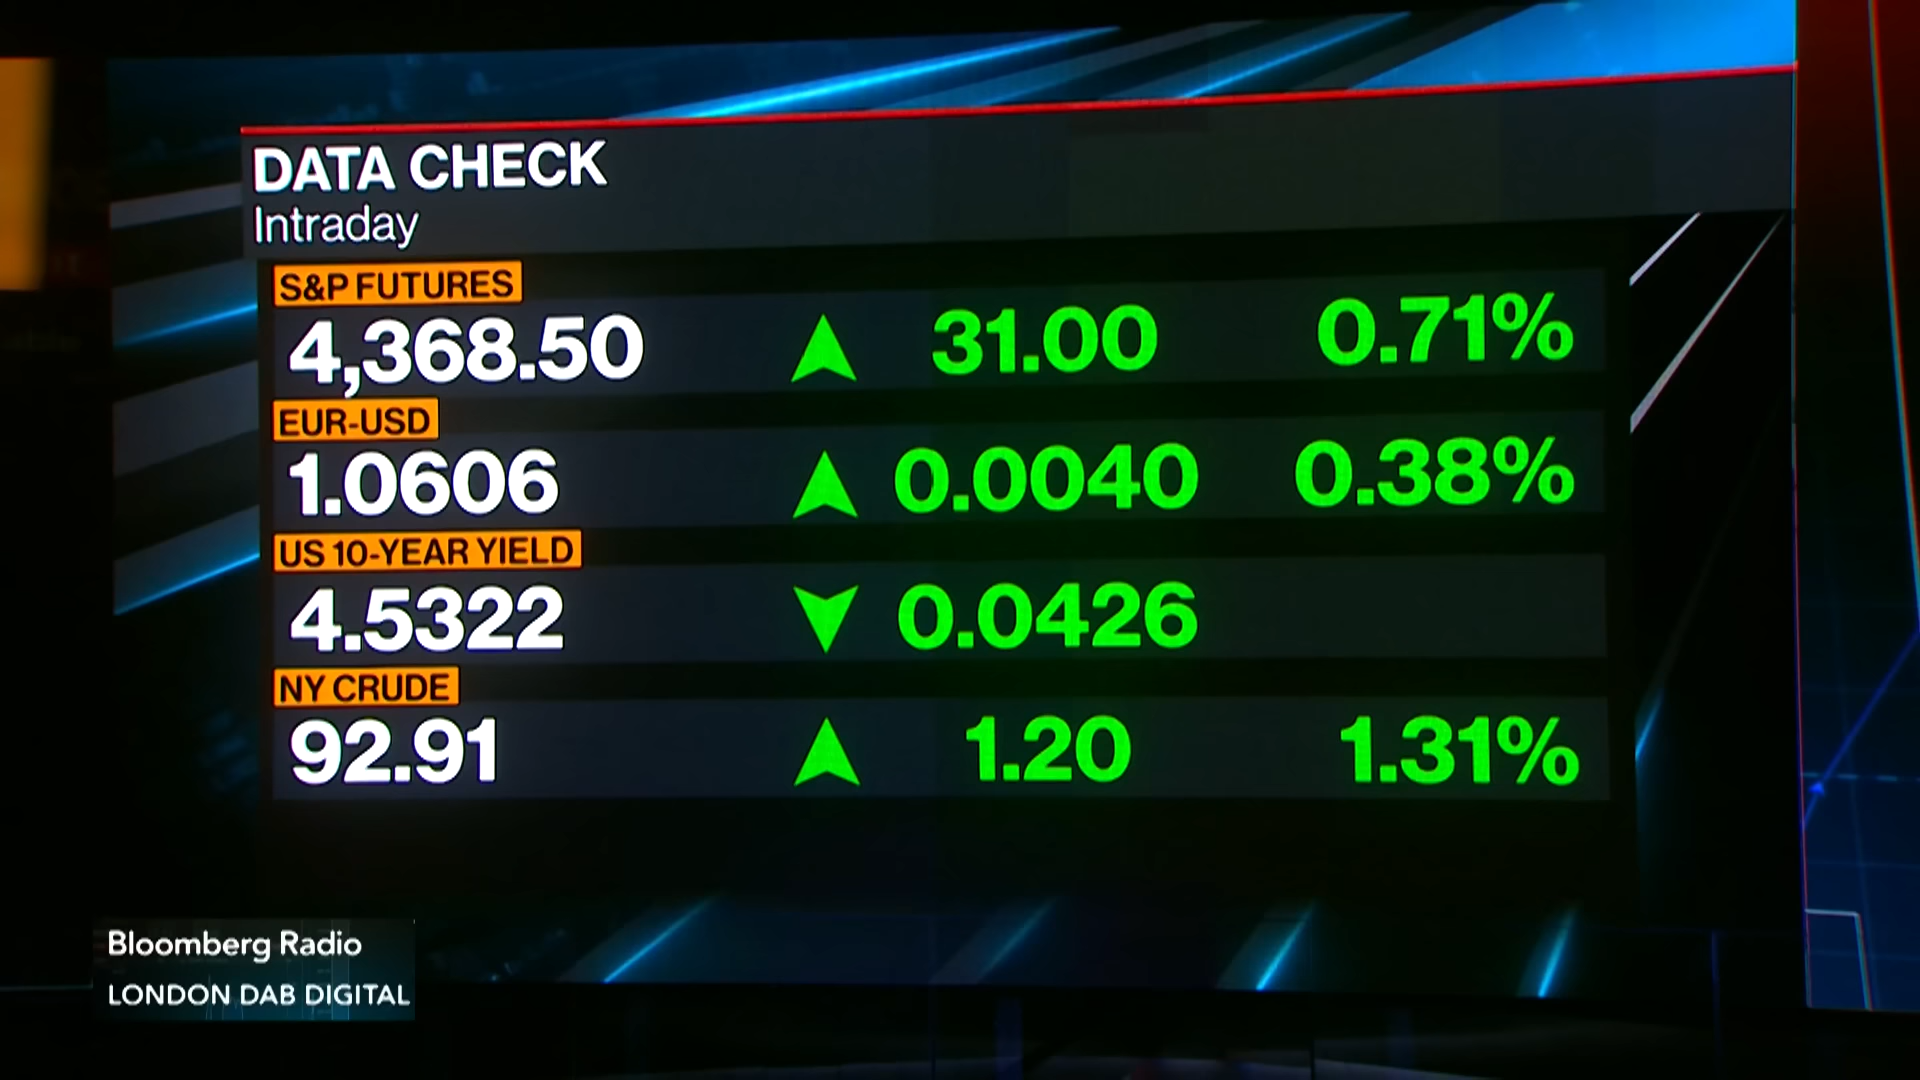 DATA CHECK
Intraday
S&P FUTURES
4,368.50 ▲ 31.00 0.71%
EUR-USD
1.0606 ▲ 0.0040 0.38%
US 10-YEAR YIELD
4.5322 ▼ 0.0426
NY CRUDE
92.91 ▲ 1.20 1.31%
Bloomberg Radio
LONDON DAB DIGITAL